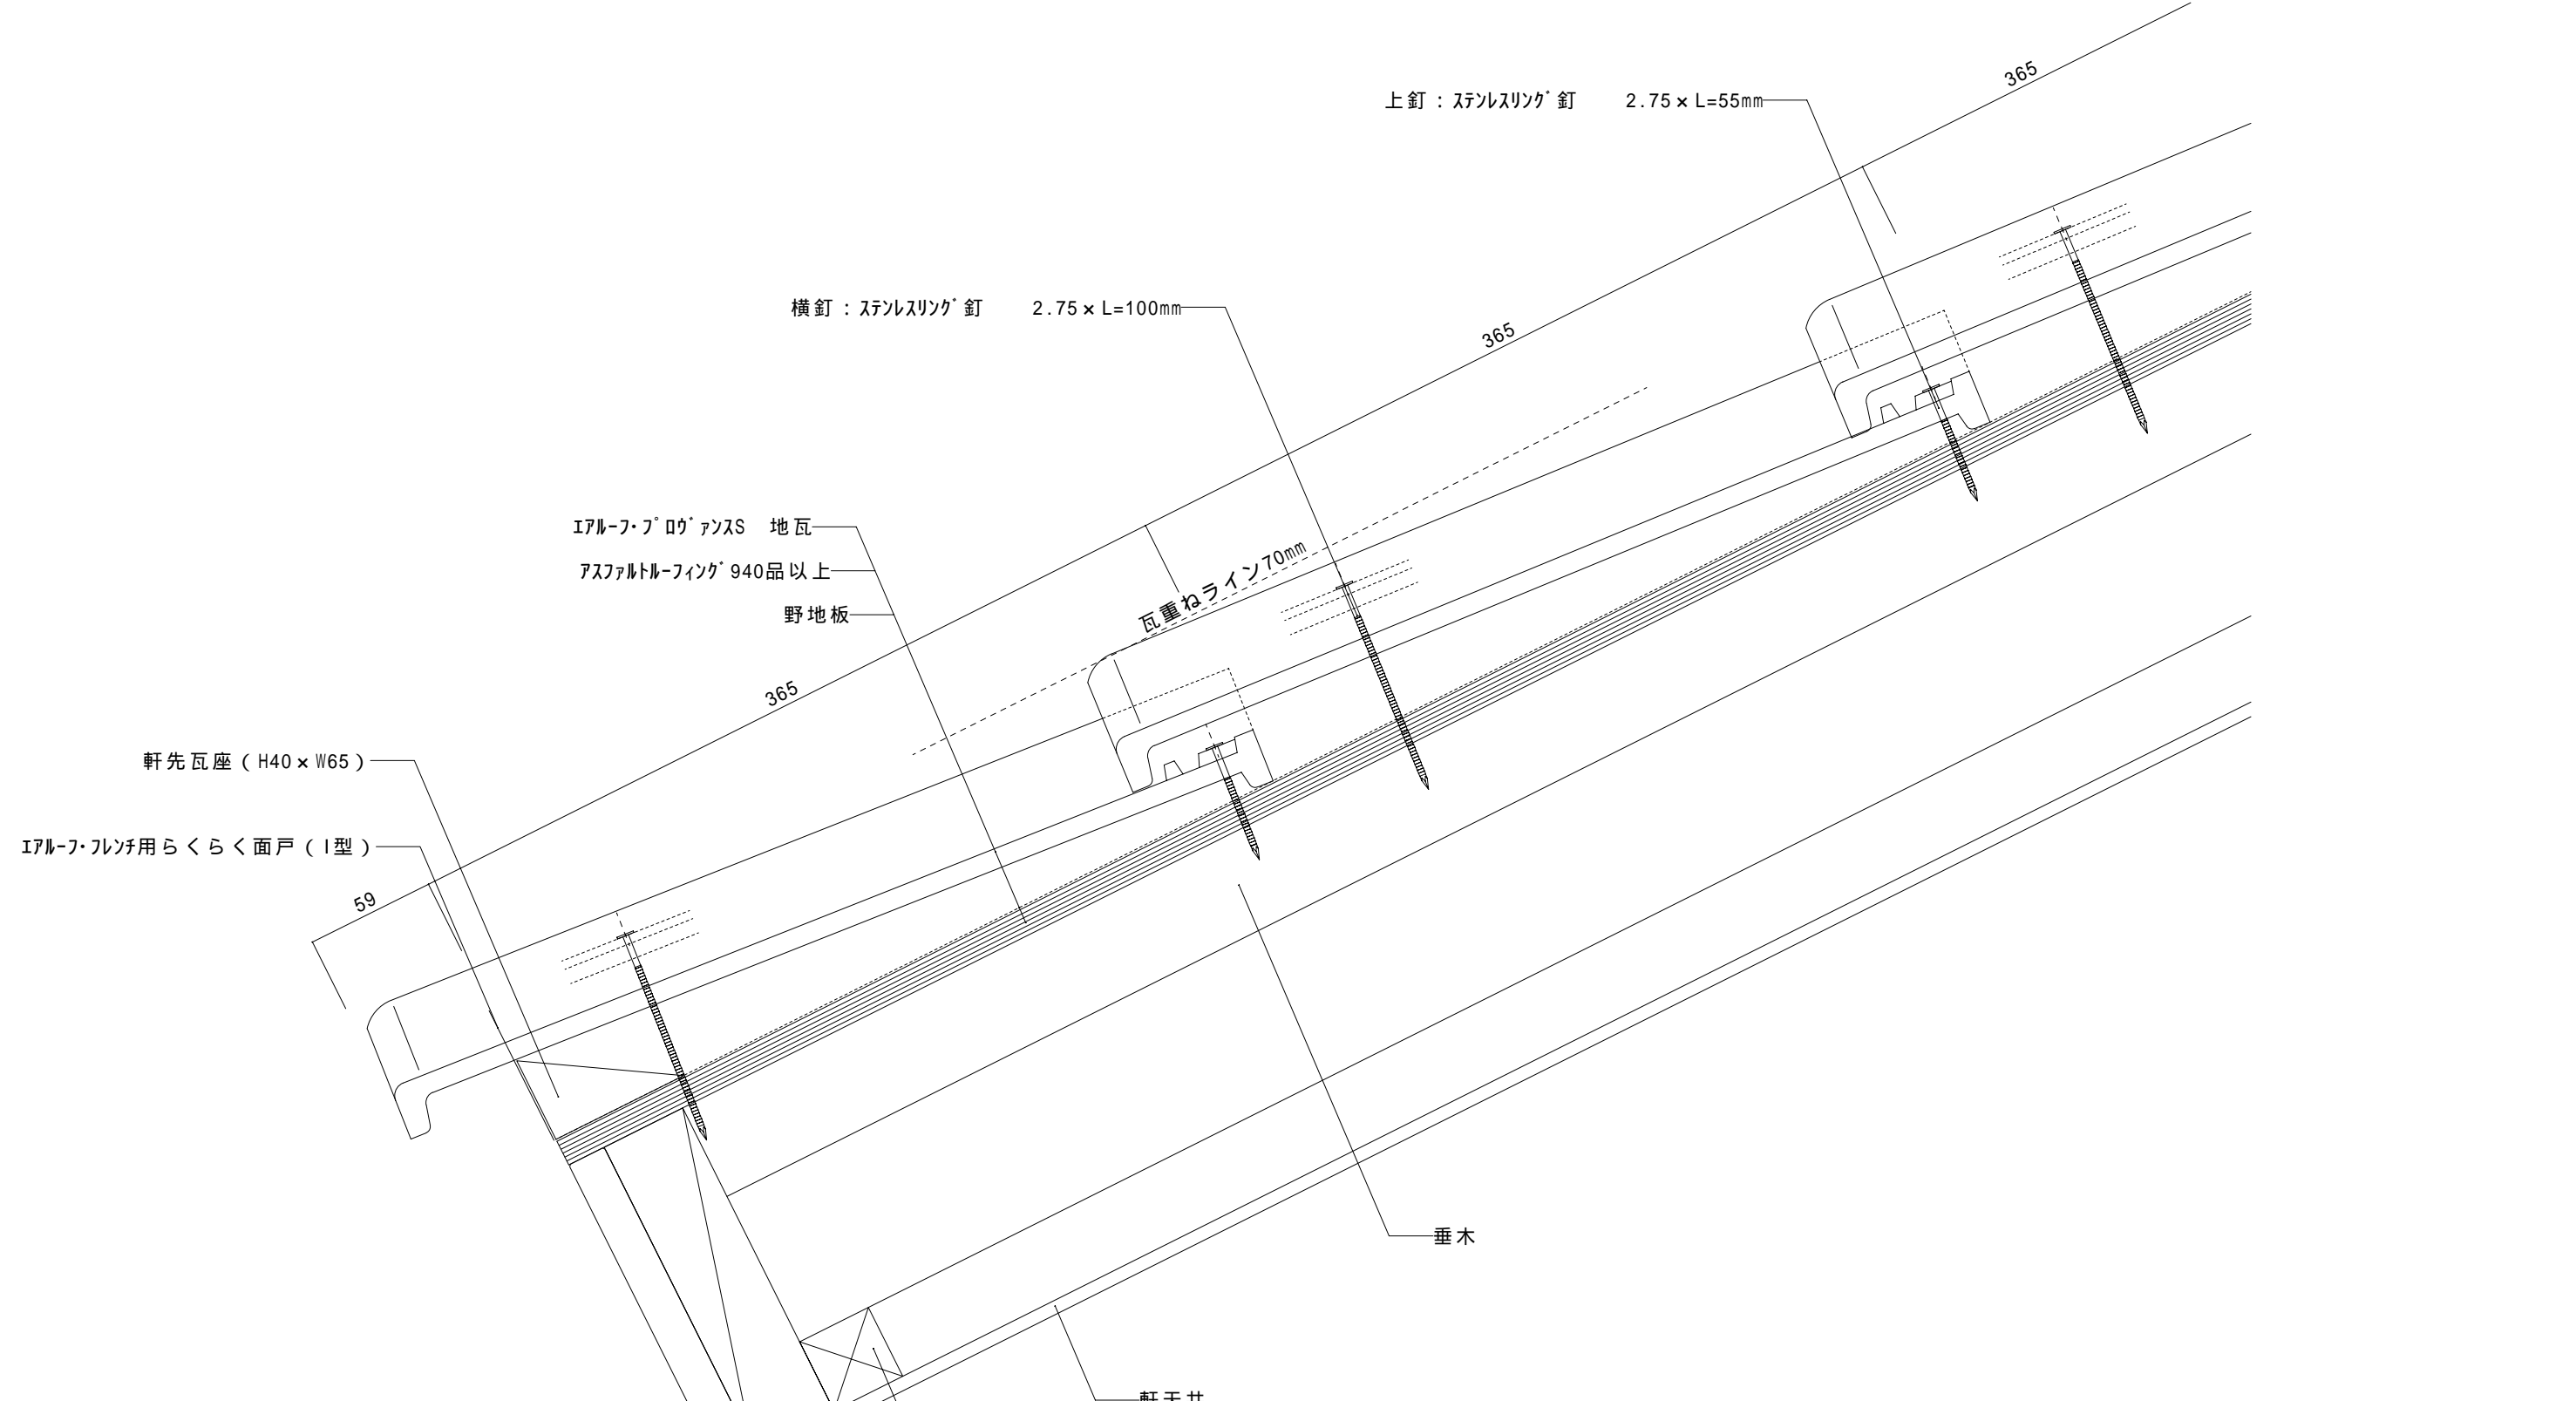 365
上釘：ｽﾃﾝﾚｽﾘﾝｸﾞ釘　2.75×L=55mm
横釘：ｽﾃﾝﾚｽﾘﾝｸﾞ釘　2.75×L=100mm
365
ｴｱﾙｰﾌ･ﾌﾟﾛヴｧﾝｽS　地瓦
ｱｽﾌｧﾙﾄﾙｰﾌｨﾝｸﾞ940品以上
野地板
瓦重ねライン70mm
365
軒先瓦座（H40×W65）
ｴｱﾙｰﾌ･ﾌﾚﾝﾁ用らくらく面戸（I型）
59
垂木
軒天井